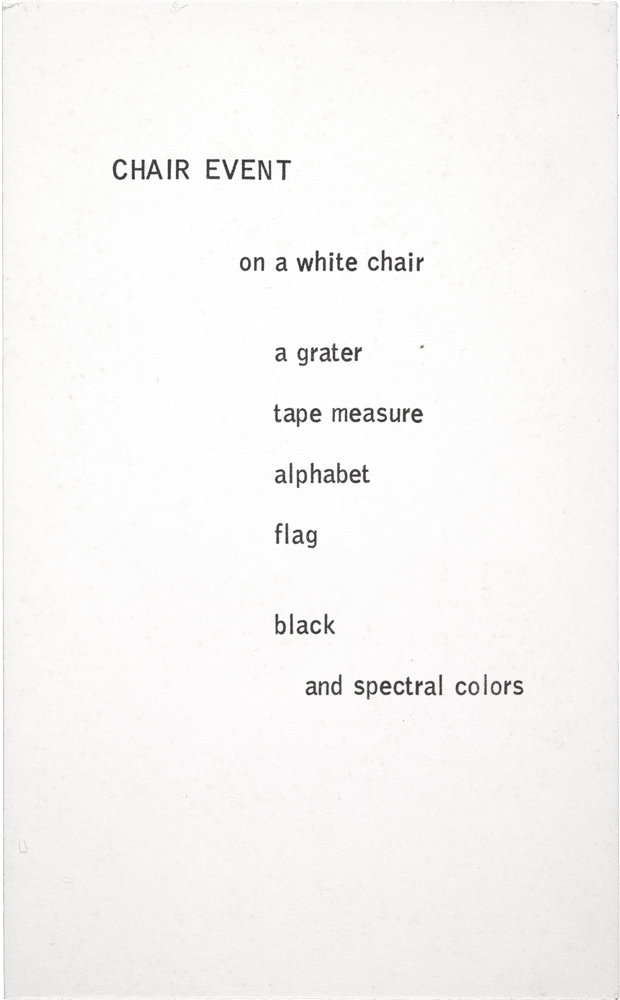 CHAIR EVENT
on a white chair
a grater
tape measure
alphabet
flag
black
and spectral colors